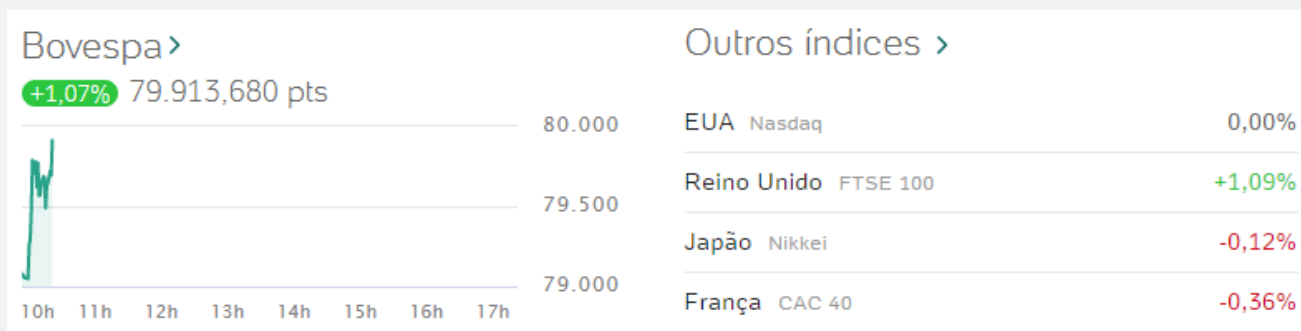 Bovespa >
+1,07% 79.913,680 pts
80.000
79.500
79.000
10h 11h 12h 13h 14h 15h 16h 17h
Outros índices >
EUA Nasdaq 0,00%
Reino Unido FTSE 100 +1,09%
Japão Nikkei -0,12%
França CAC 40 -0,36%